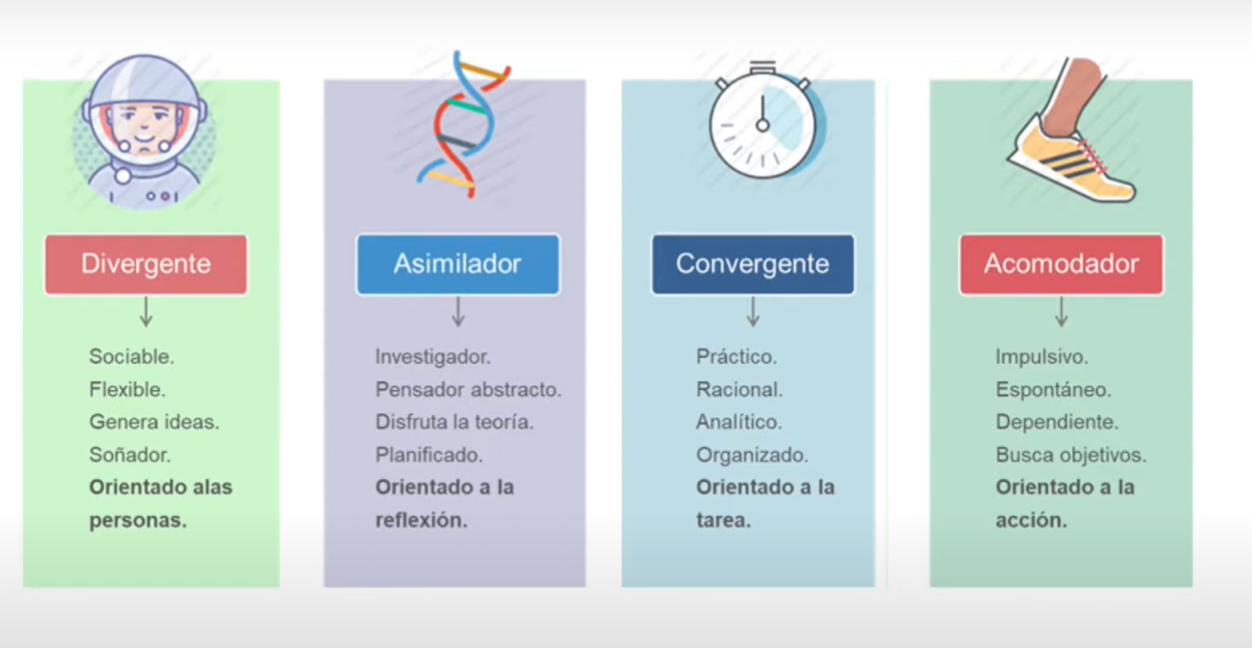 Divergente
Sociable.
Flexible.
Genera ideas.
Soñador.
Orientado alas
personas.
Asimilador
Investigador.
Pensador abstracto.
Disfruta la teoría.
Planificado.
Orientado a la
reflexión.
Convergente
Práctico.
Racional.
Analítico.
Organizado.
Orientado a la
tarea.
Acomodador
Impulsivo.
Espontáneo.
Dependiente.
Busca objetivos.
Orientado a la
acción.